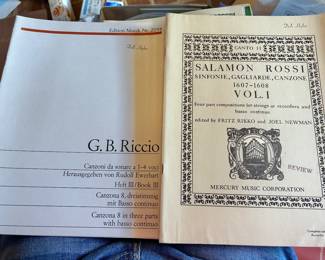 Edition Moeck Nr.
G. B. Riccio
Canzoni da sonare a 1-4 voci
Herausgegeben von Rudolf Ewerhart
Heft III/Book III
Canzona 8, dreistimmig
mit Basso continuo
Canzona 8 in three parts
with basso continuo
CANTO II
SALAMON ROSSI
SINFONIE, GAGLIARDE, CANZONE
1607-1608
VOL. I
four part compositions for strings or recorders and
basso continuo
edited by FRITZ RIKKO and JOEL NEWMAN
REVIEW
MERCURY MUSIC CORPORATION